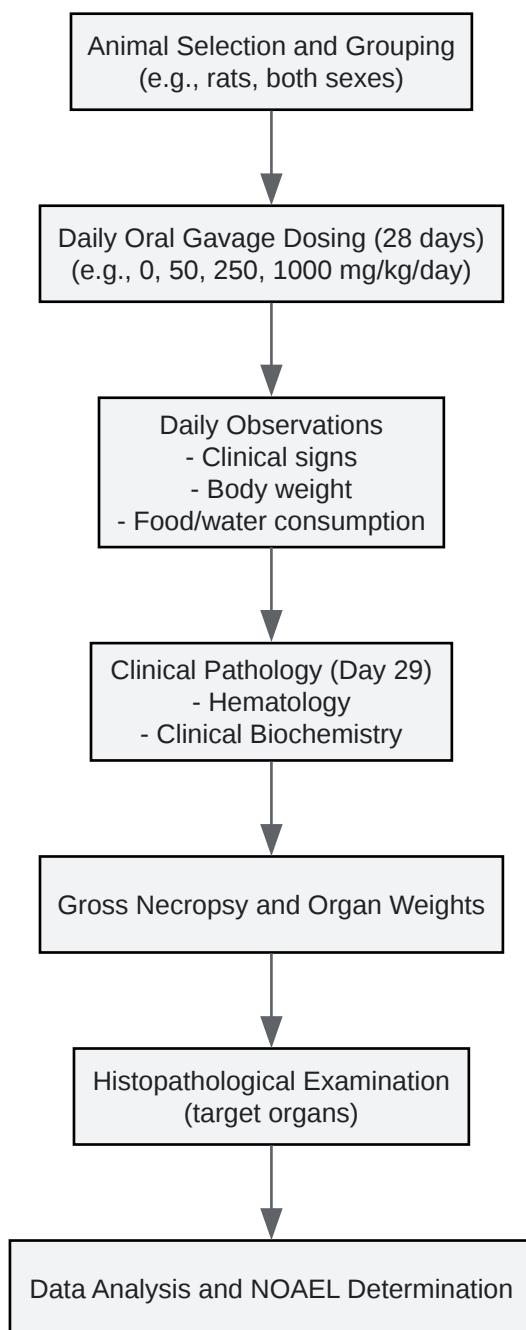 Animal Selection and Grouping
(e.g., rats, both sexes)
Daily Oral Gavage Dosing (28 days)
(e.g., 0, 50, 250, 1000 mg/kg/day)
Daily Observations
- Clinical signs
- Body weight
- Food/water consumption
Clinical Pathology (Day 29)
- Hematology
- Clinical Biochemistry
Gross Necropsy and Organ Weights
Histopathological Examination
(target organs)
Data Analysis and NOAEL Determination